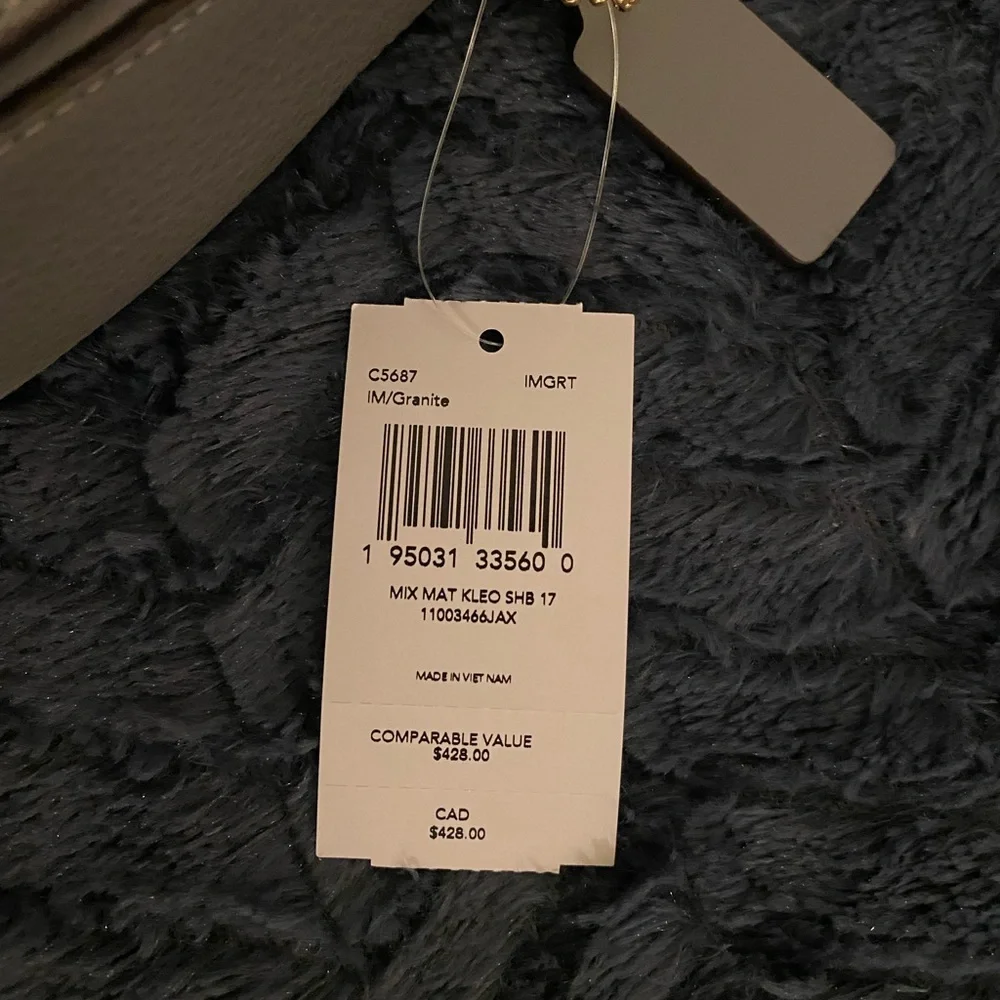 C5687 IMGRT
IM/Granite
1 95031 33560 0
MIX MAT KLEO SHB 17
11003466JAX
MADE IN VIET NAM
COMPARABLE VALUE
$428.00
CAD
$428.00